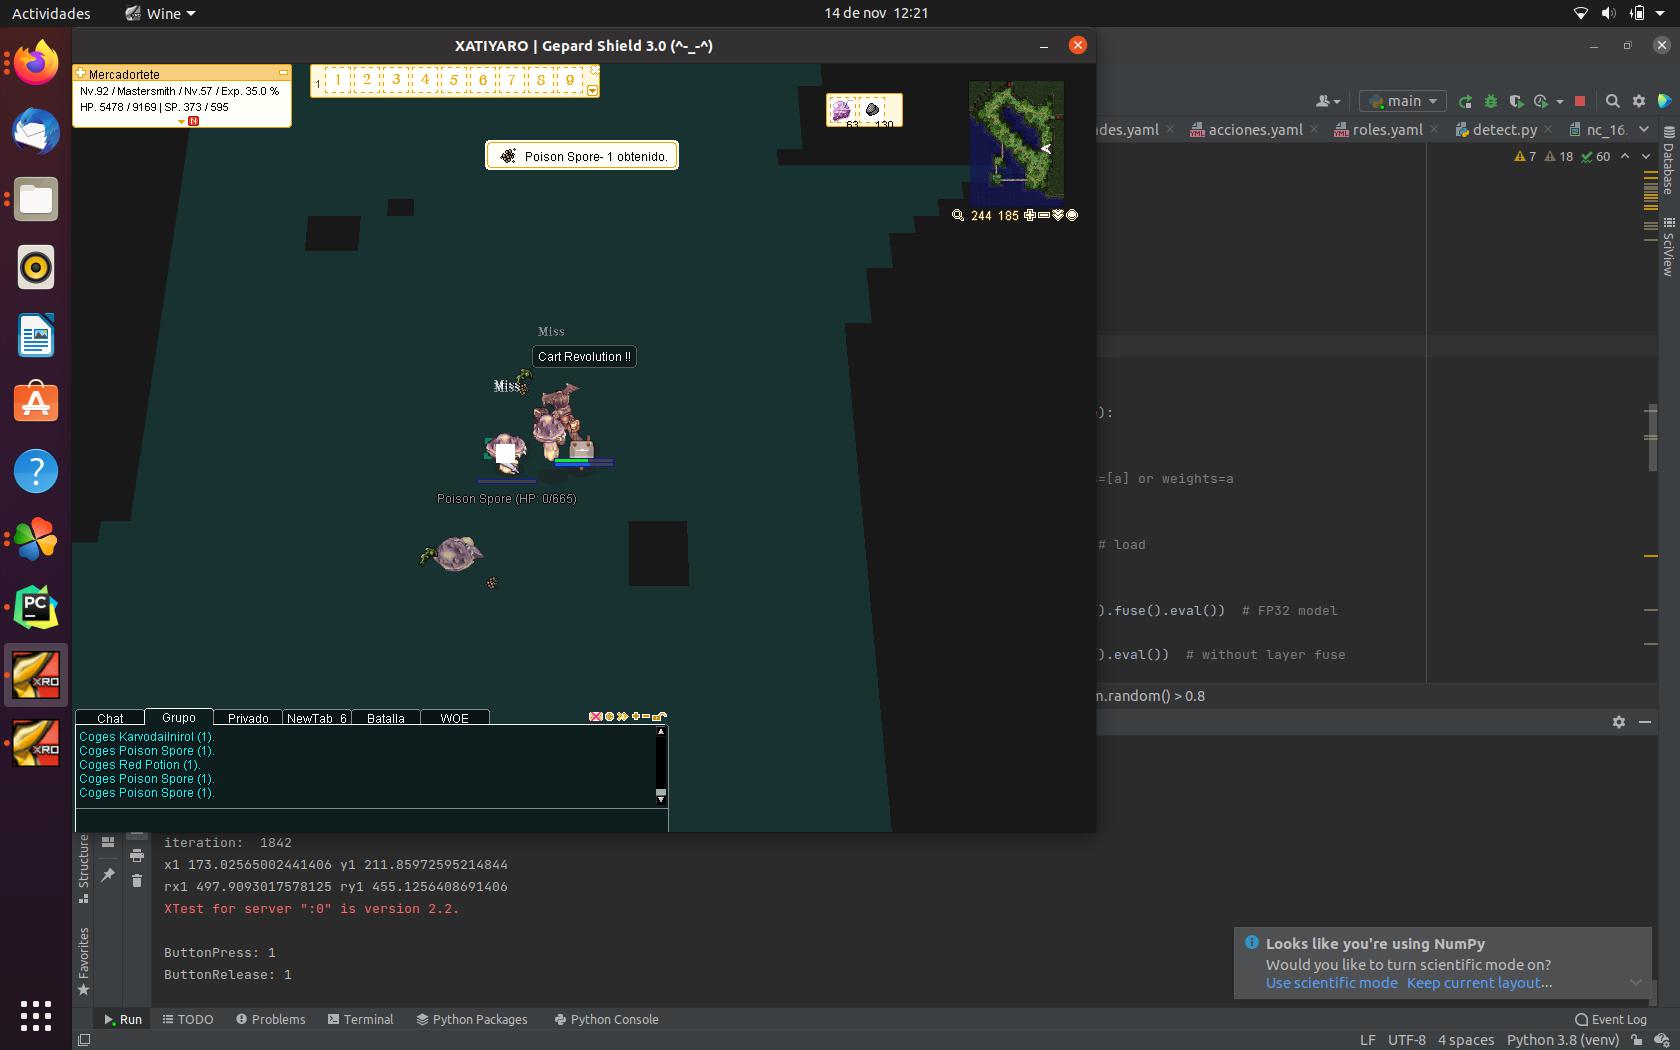 Actividades
Wine
14 de nov 12:21
XATIYARO | Gepard Shield 3.0 (^-_-^)
Mercadortete
Nv.92 / Mastersmith / Nv.57 / Exp. 35.0 %
HP. 5478 / 9169 | SP. 373 / 595
N
1 1 2 3 4 5 6 7 8 9
63 130
Poison Spore- 1 obtenido.
244 185
Miss
Cart Revolution !!
Miss
Poison Spore (HP: 0/665)
Chat Grupo Privado NewTab_6 Batalla WOE
Coges Karvodailnirol (1).
Coges Poison Spore (1).
Coges Red Potion (1).
Coges Poison Spore (1).
Coges Poison Spore (1).
main
des.yaml acciones.yaml roles.yaml detect.py nc_16.
7 18 60
Database
SciView
):
=[a] or weights=a
# load
).fuse().eval()) # FP32 model
).eval()) # without layer fuse
m.random() > 0.8
PC
XRO
XRO
Structure
Favorites
iteration: 1842
x1 173.02565002441406 y1 211.85972595214844
rx1 497.9093017578125 ry1 455.1256408691406
XTest for server ":0" is version 2.2.
ButtonPress: 1
ButtonRelease: 1
Looks like you're using NumPy
Would you like to turn scientific mode on?
Use scientific mode Keep current layout...
Run TODO Problems Terminal Python Packages Python Console
Event Log
LF UTF-8 4 spaces Python 3.8 (venv)